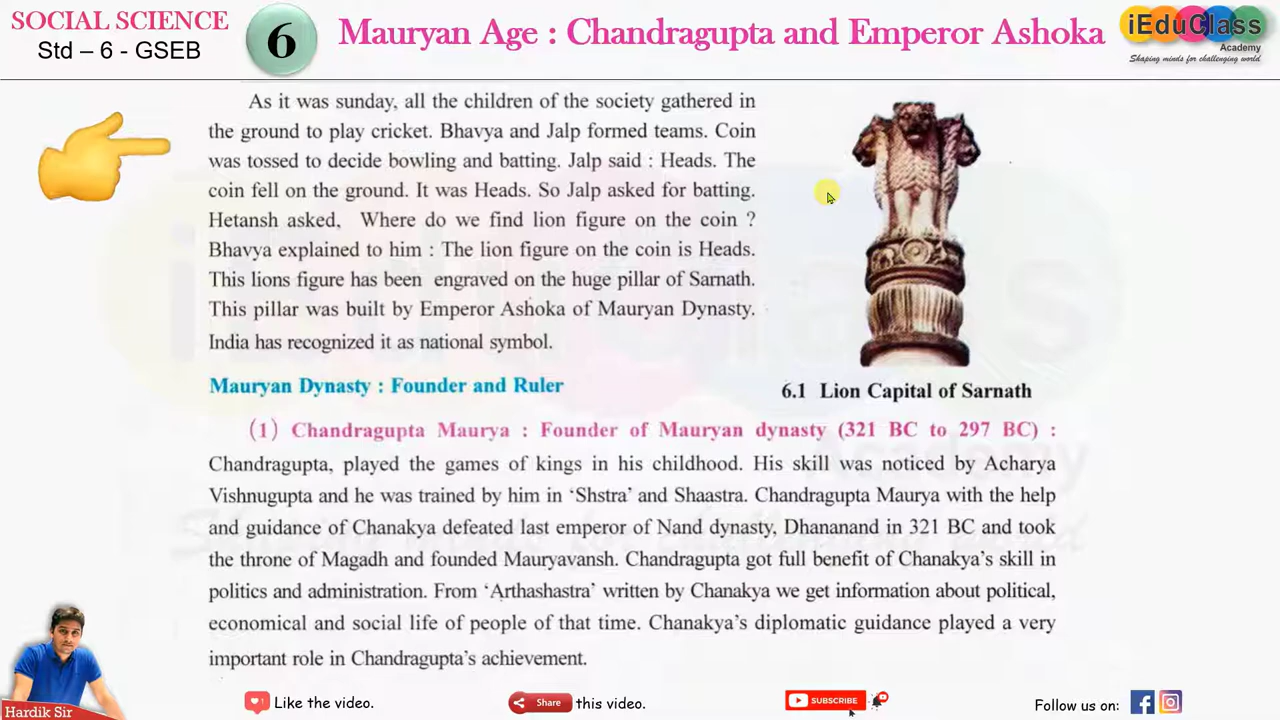 SOCIAL SCIENCE
Std – 6 - GSEB
6
Mauryan Age : Chandragupta and Emperor Ashoka
iEduClass
Academy
Shaping minds for challenging world
As it was sunday, all the children of the society gathered in
the ground to play cricket. Bhavya and Jalp formed teams. Coin
was tossed to decide bowling and batting. Jalp said : Heads. The
coin fell on the ground. It was Heads. So Jalp asked for batting.
Hetansh asked, Where do we find lion figure on the coin ?
Bhavya explained to him : The lion figure on the coin is Heads.
This lions figure has been engraved on the huge pillar of Sarnath.
This pillar was built by Emperor Ashoka of Mauryan Dynasty.
India has recognized it as national symbol.
6.1 Lion Capital of Sarnath
Mauryan Dynasty : Founder and Ruler
(1) Chandragupta Maurya : Founder of Mauryan dynasty (321 BC to 297 BC) :
Chandragupta, played the games of kings in his childhood. His skill was noticed by Acharya
Vishnugupta and he was trained by him in ‘Shstra’ and Shaastra. Chandragupta Maurya with the help
and guidance of Chanakya defeated last emperor of Nand dynasty, Dhananand in 321 BC and took
the throne of Magadh and founded Mauryavansh. Chandragupta got full benefit of Chanakya’s skill in
politics and administration. From ‘Arthashastra’ written by Chanakya we get information about political,
economical and social life of people of that time. Chanakya’s diplomatic guidance played a very
important role in Chandragupta’s achievement.
Hardik Sir
Like the video.
Share this video.
SUBSCRIBE
Follow us on: